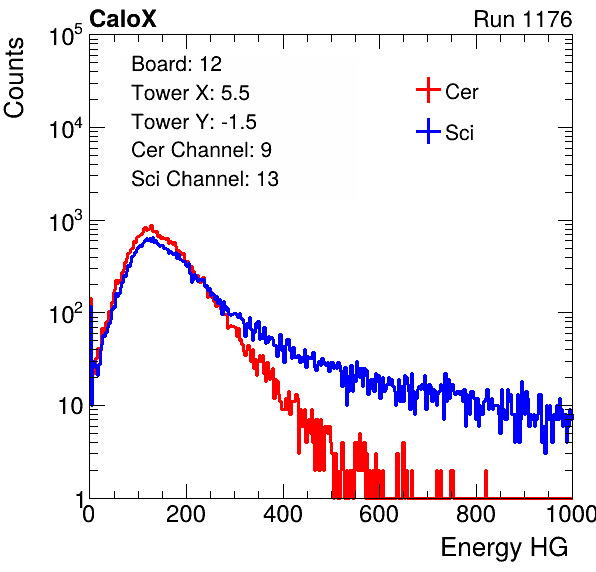 CaloX Run 1176
Counts
10^5
10^4
10^3
10^2
10
1
Board: 12
Tower X: 5.5
Tower Y: -1.5
Cer Channel: 9
Sci Channel: 13
Cer
Sci
0 200 400 600 800 1000
Energy HG